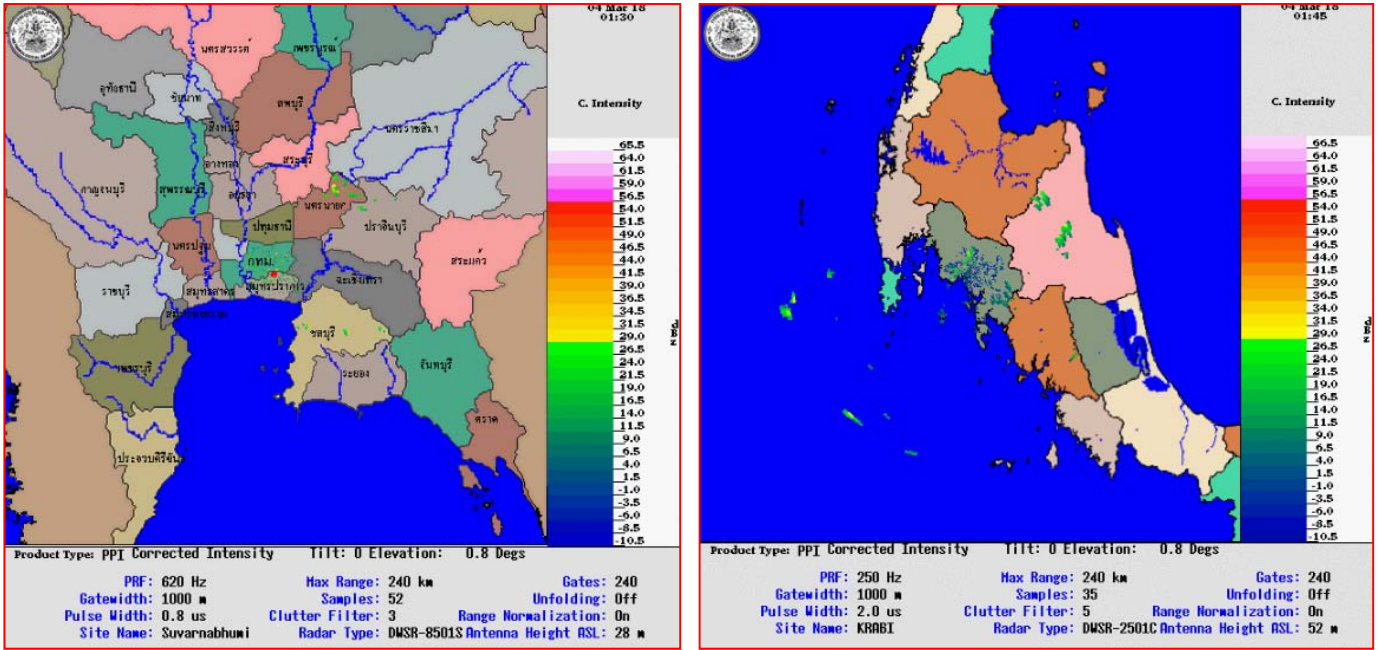 04 Mar 18
01:30
นครสวรรค์
เพชรบูรณ์
อุทัยธานี
ชัยนาท
ลพบุรี
สิงหบุรี
นครราชสีมา
อ่างทอง
สระบุรี
กาญจนบุรี
สุพรรณบุรี
อยุธยา
นครนายก
ปราจีนบุรี
ปทุมธานี
นครปฐม
กทม.
สระแก้ว
ฉะเชิงเทรา
ราชบุรี
สมุทรสาคร
สมุทรปราการ
ชลบุรี
เพชรบุรี
ระยอง
จันทบุรี
ตราด
ประจวบคีรีขันธ์
C. Intensity
65.5
64.0
61.5
59.0
56.5
54.0
51.5
49.0
46.5
44.0
41.5
39.0
36.5
34.0
31.5
29.0
26.5
24.0
21.5
19.0
16.5
14.0
11.5
9.0
6.5
4.0
1.5
-1.0
-3.5
-6.0
-8.5
-10.5
Product Type: PPI Corrected Intensity Tilt: 0 Elevation: 0.8 Degs
PRF: 620 Hz Max Range: 240 km Gates: 240
Gatewidth: 1000 m Samples: 52 Unfolding: Off
Pulse Width: 0.8 us Clutter Filter: 3 Range Normalization: On
Site Name: Suvarnabhumi Radar Type: DWSR-8501S Antenna Height ASL: 28 m
04 Mar 18
01:45
C. Intensity
66.5
64.0
61.5
59.0
56.5
54.0
51.5
49.0
46.5
44.0
41.5
39.0
36.5
34.0
31.5
29.0
26.5
24.0
21.5
19.0
16.5
14.0
11.5
9.0
6.5
4.0
1.5
-1.0
-3.5
-6.0
-8.5
-10.5
Product Type: PPI Corrected Intensity Tilt: 0 Elevation: 0.8 Degs
PRF: 250 Hz Max Range: 240 km Gates: 240
Gatewidth: 1000 m Samples: 35 Unfolding: Off
Pulse Width: 2.0 us Clutter Filter: 5 Range Normalization: On
Site Name: KRABI Radar Type: DWSR-2501C Antenna Height ASL: 52 m